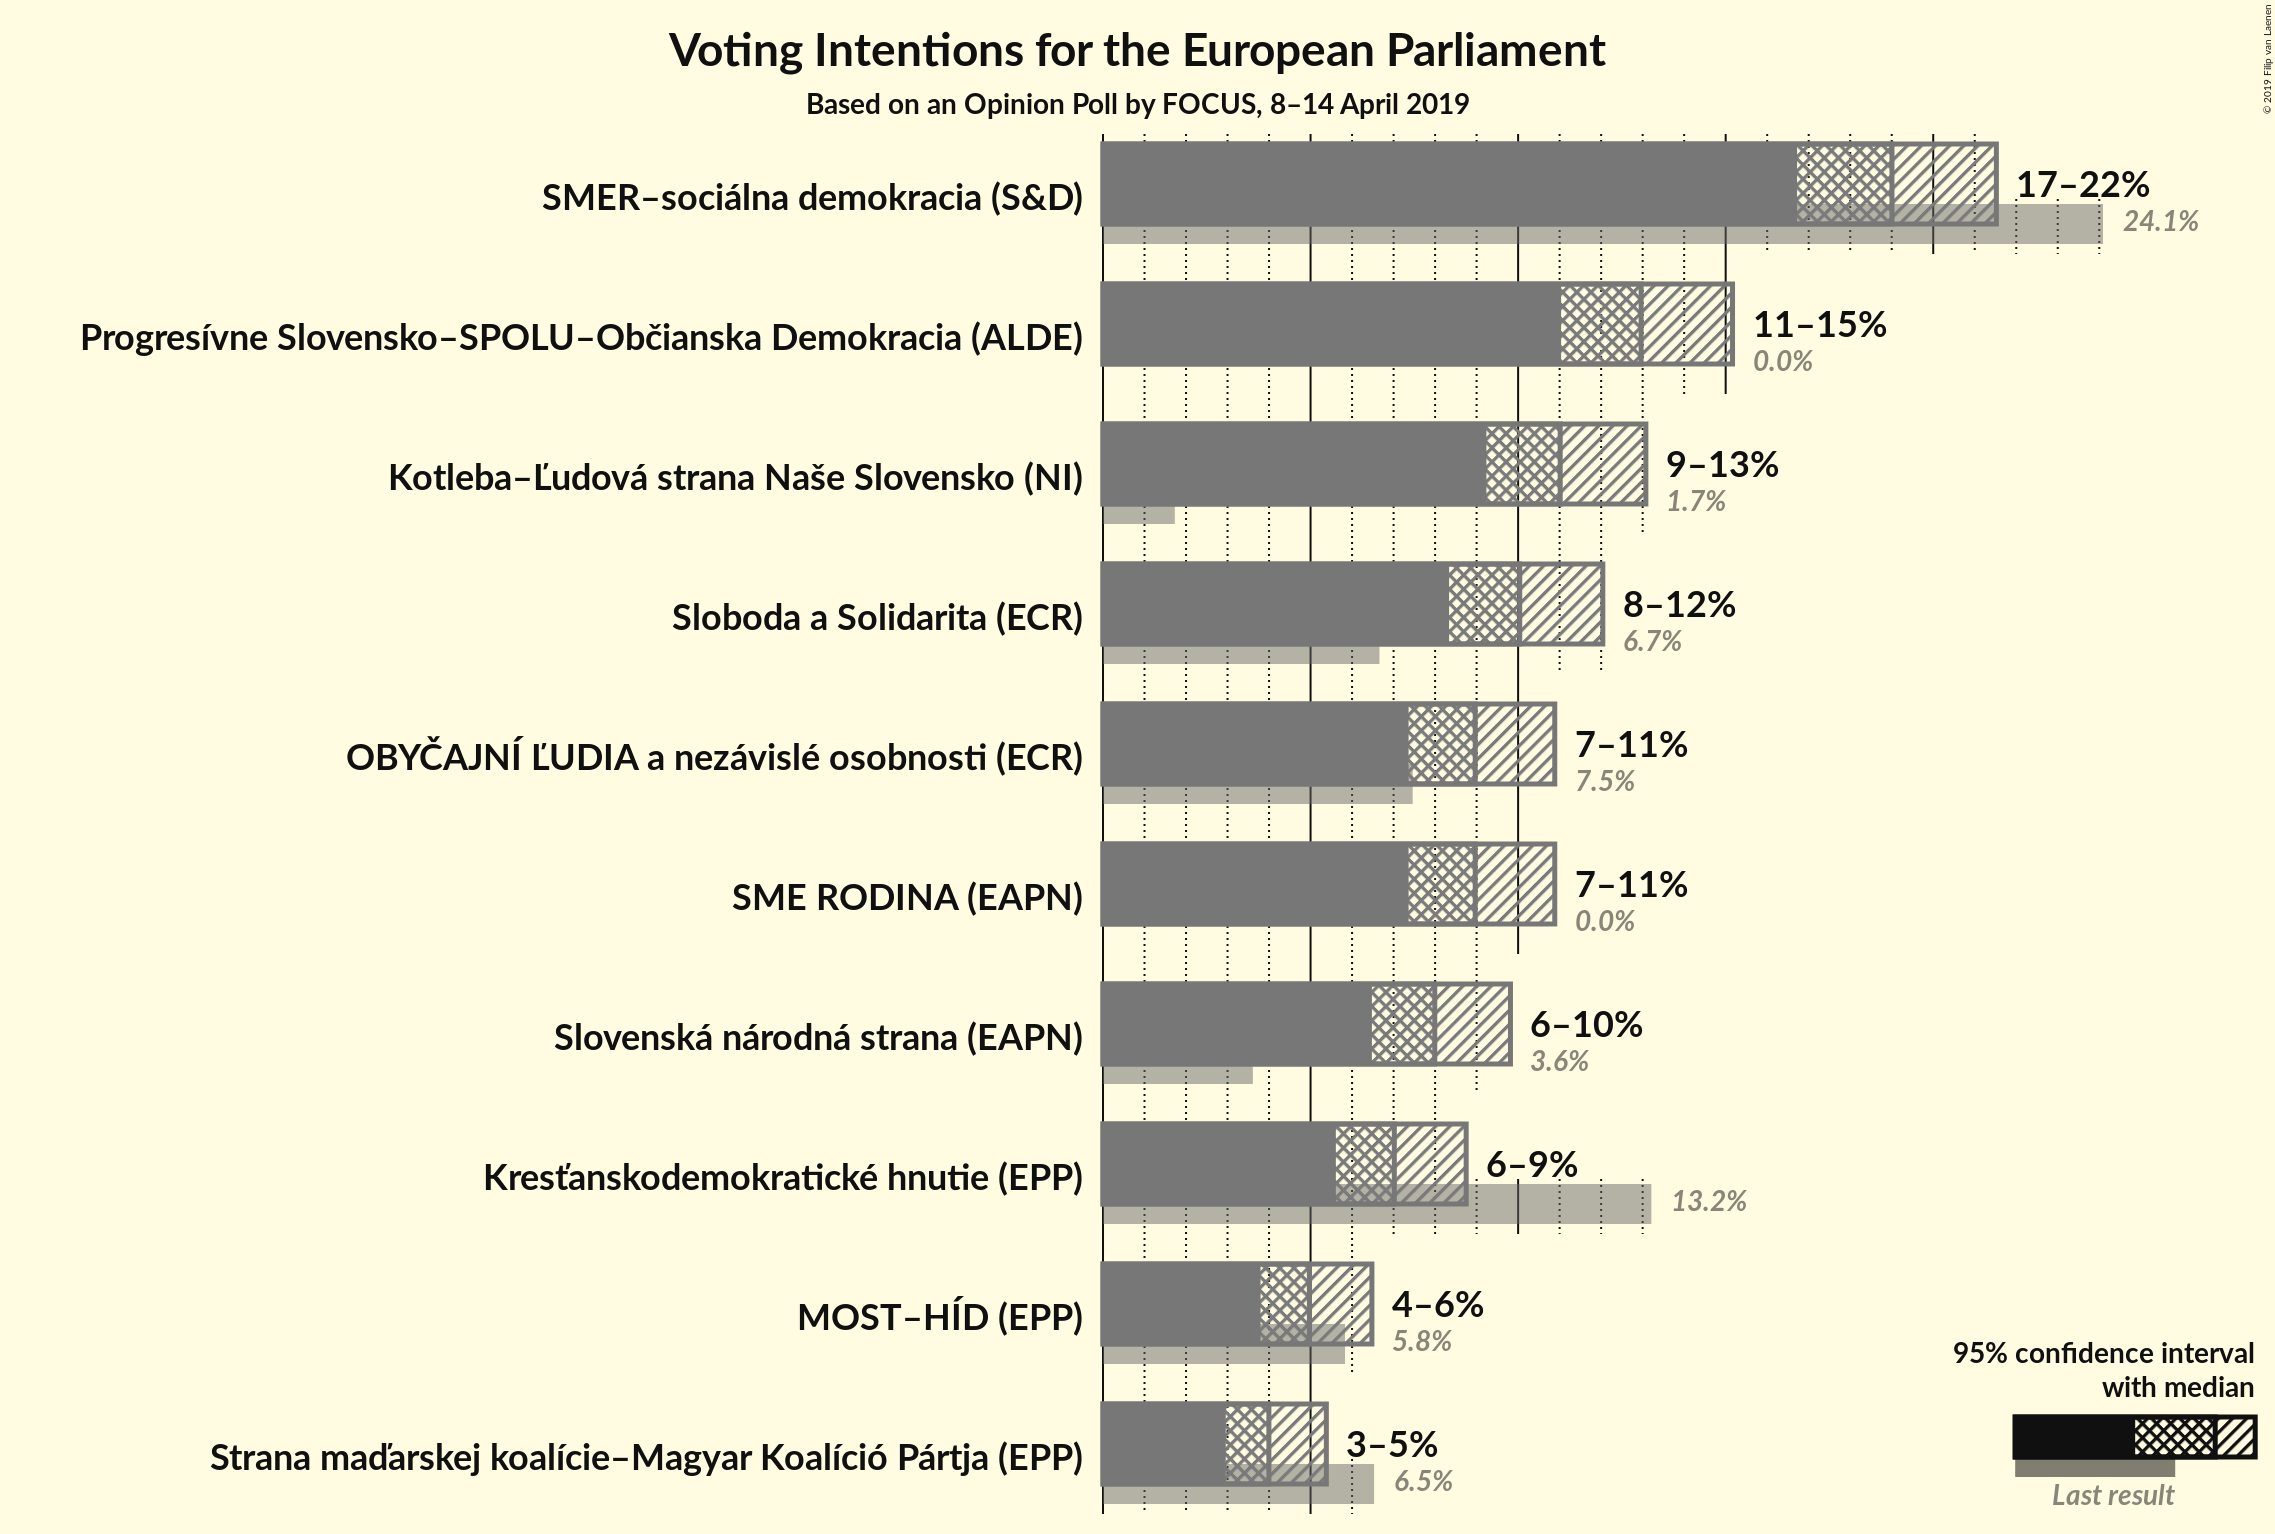 Voting Intentions for the European Parliament
Based on an Opinion Poll by FOCUS, 8–14 April 2019
© 2019 Filip van Laenen
SMER–sociálna demokracia (S&D)
17–22%
24.1%
Progresívne Slovensko–SPOLU–Občianska Demokracia (ALDE)
11–15%
0.0%
Kotleba–Ľudová strana Naše Slovensko (NI)
9–13%
1.7%
Sloboda a Solidarita (ECR)
8–12%
6.7%
OBYČAJNÍ ĽUDIA a nezávislé osobnosti (ECR)
7–11%
7.5%
SME RODINA (EAPN)
7–11%
0.0%
Slovenská národná strana (EAPN)
6–10%
3.6%
Kresťanskodemokratické hnutie (EPP)
6–9%
13.2%
MOST–HÍD (EPP)
4–6%
5.8%
Strana maďarskej koalície–Magyar Koalíció Pártja (EPP)
3–5%
6.5%
95% confidence interval
with median
Last result